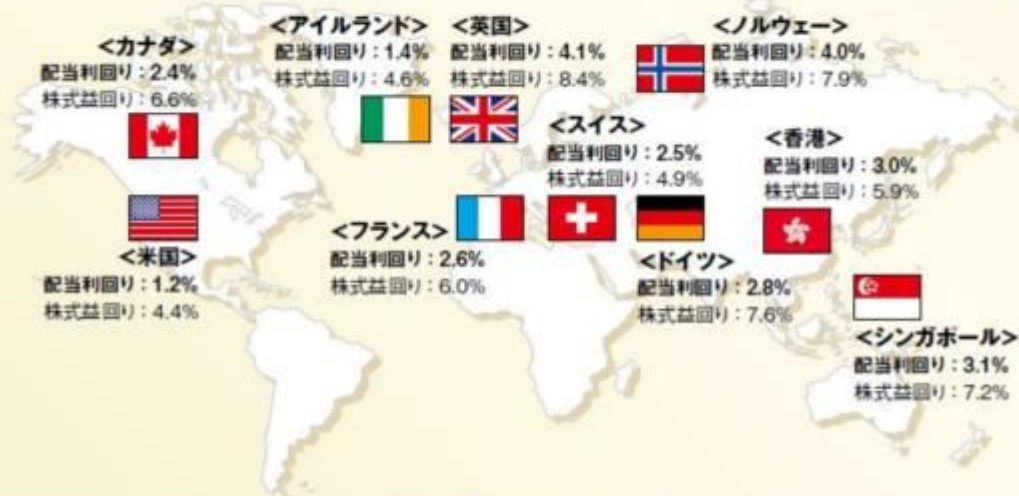 <カナダ>
配当利回り：2.4%
株式益回り：6.6%
<アイルランド>
配当利回り：1.4%
株式益回り：4.6%
<英国>
配当利回り：4.1%
株式益回り：8.4%
<ノルウェー>
配当利回り：4.0%
株式益回り：7.9%
<スイス>
配当利回り：2.5%
株式益回り：4.9%
<香港>
配当利回り：3.0%
株式益回り：5.9%
<米国>
配当利回り：1.2%
株式益回り：4.4%
<フランス>
配当利回り：2.6%
株式益回り：6.0%
<ドイツ>
配当利回り：2.8%
株式益回り：7.6%
<シンガポール>
配当利回り：3.1%
株式益回り：7.2%